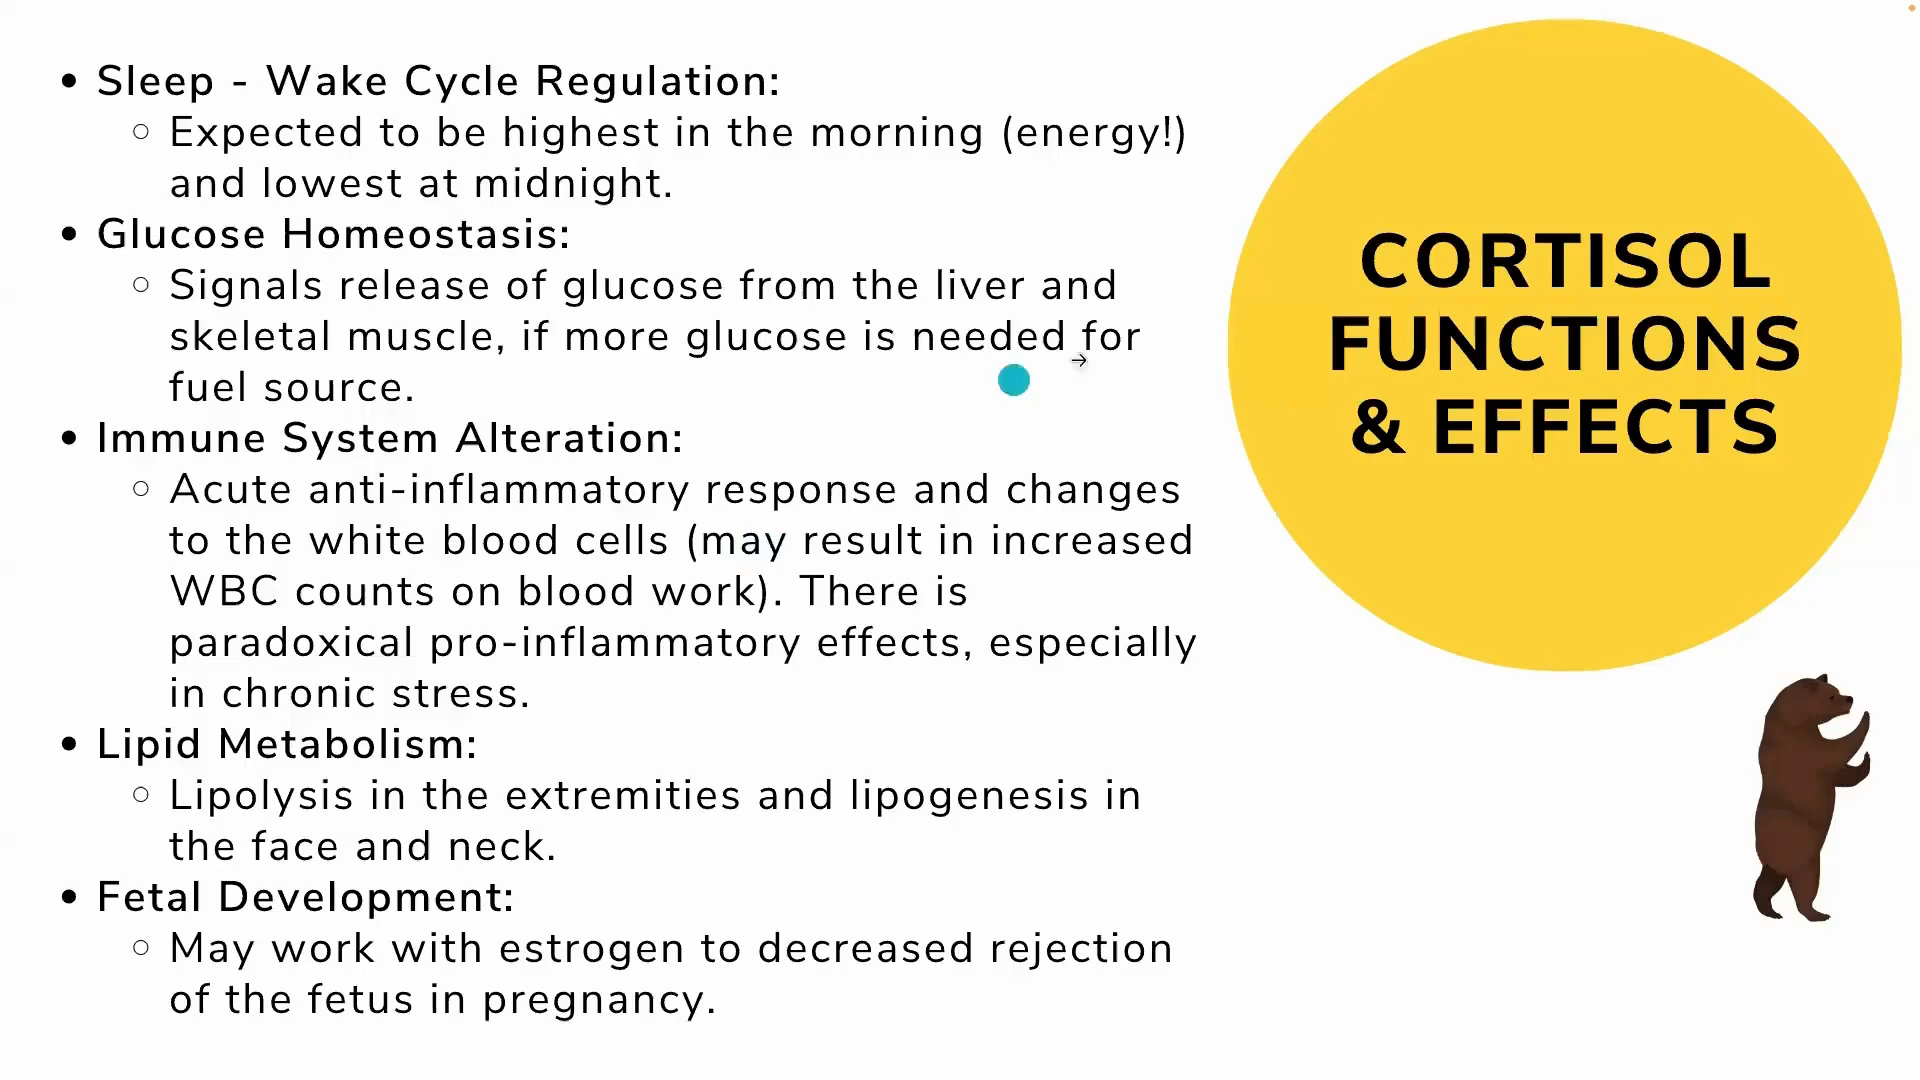 • Sleep - Wake Cycle Regulation:
○ Expected to be highest in the morning (energy!)
and lowest at midnight.
• Glucose Homeostasis:
○ Signals release of glucose from the liver and
skeletal muscle, if more glucose is needed for
fuel source.
• Immune System Alteration:
○ Acute anti-inflammatory response and changes
to the white blood cells (may result in increased
WBC counts on blood work). There is
paradoxical pro-inflammatory effects, especially
in chronic stress.
• Lipid Metabolism:
○ Lipolysis in the extremities and lipogenesis in
the face and neck.
• Fetal Development:
○ May work with estrogen to decreased rejection
of the fetus in pregnancy.
CORTISOL
FUNCTIONS
& EFFECTS